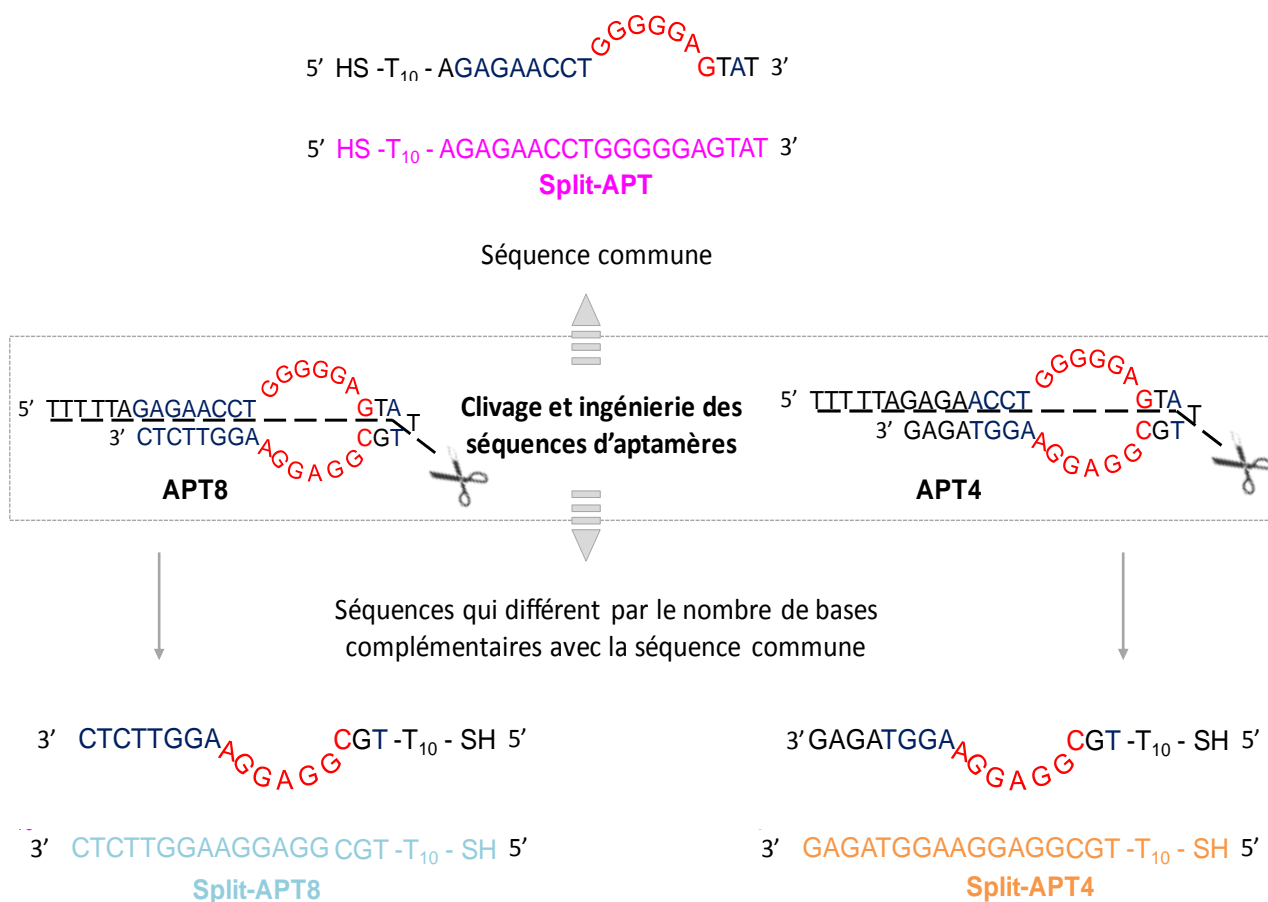 5’ HS -T10 - AGAGAACCTGGGGGAGTAT 3’
5’ HS -T10 - AGAGAACCTGGGGGAGTAT 3’
Split-APT
Séquence commune
5’ TTTTTAGAGAACCTGGGGGAGTAT
3’ CTCTTGGAAGGAGGCGT
APT8
Clivage et ingénierie des
séquences d’aptamères
5’ TTTTTAGAGAACCTGGGGGAGTAT
3’ GAGATGGAAGGAGGCGT
APT4
Séquences qui différent par le nombre de bases
complémentaires avec la séquence commune
3’ CTCTTGGAAGGAGGCGT -T10 - SH 5’
3’ CTCTTGGAAGGAGG CGT -T10 - SH 5’
Split-APT8
3’ GAGATGGAAGGAGGCGT -T10 - SH 5’
3’ GAGATGGAAGGAGGCGT -T10 - SH 5’
Split-APT4